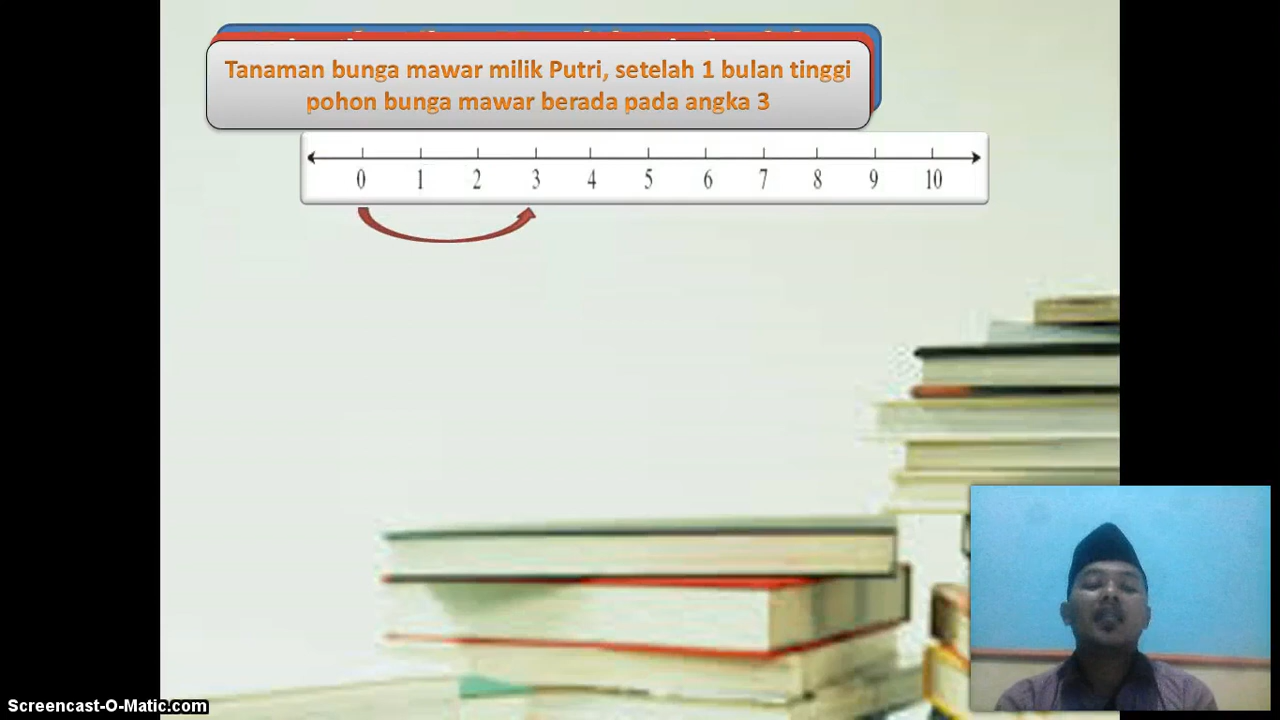 Tanaman bunga mawar milik Putri, setelah 1 bulan tinggi
pohon bunga mawar berada pada angka 3
0 1 2 3 4 5 6 7 8 9 10
Screencast-O-Matic.com